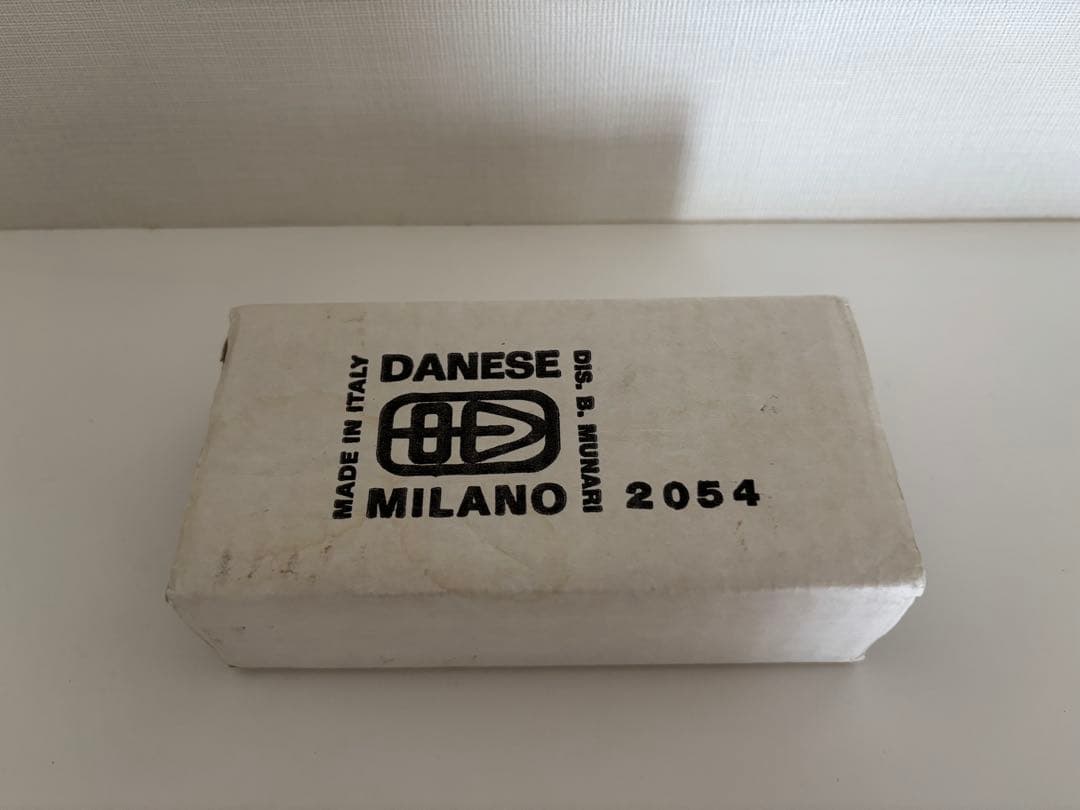 MADE IN ITALY
DANESE
MILANO
DIS. B. MUNARI
2054